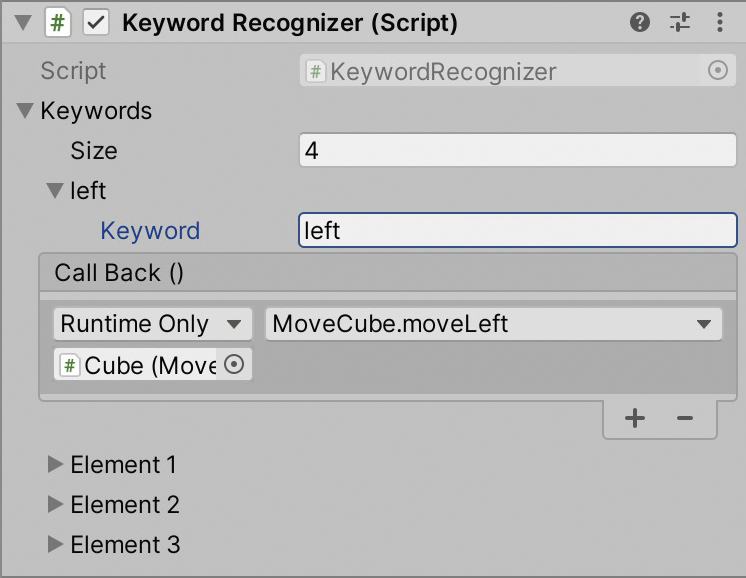 # Keyword Recognizer (Script)
Script # KeywordRecognizer
Keywords
Size 4
left
Keyword left
Call Back ()
Runtime Only MoveCube.moveLeft
# Cube (Move
Element 1
Element 2
Element 3